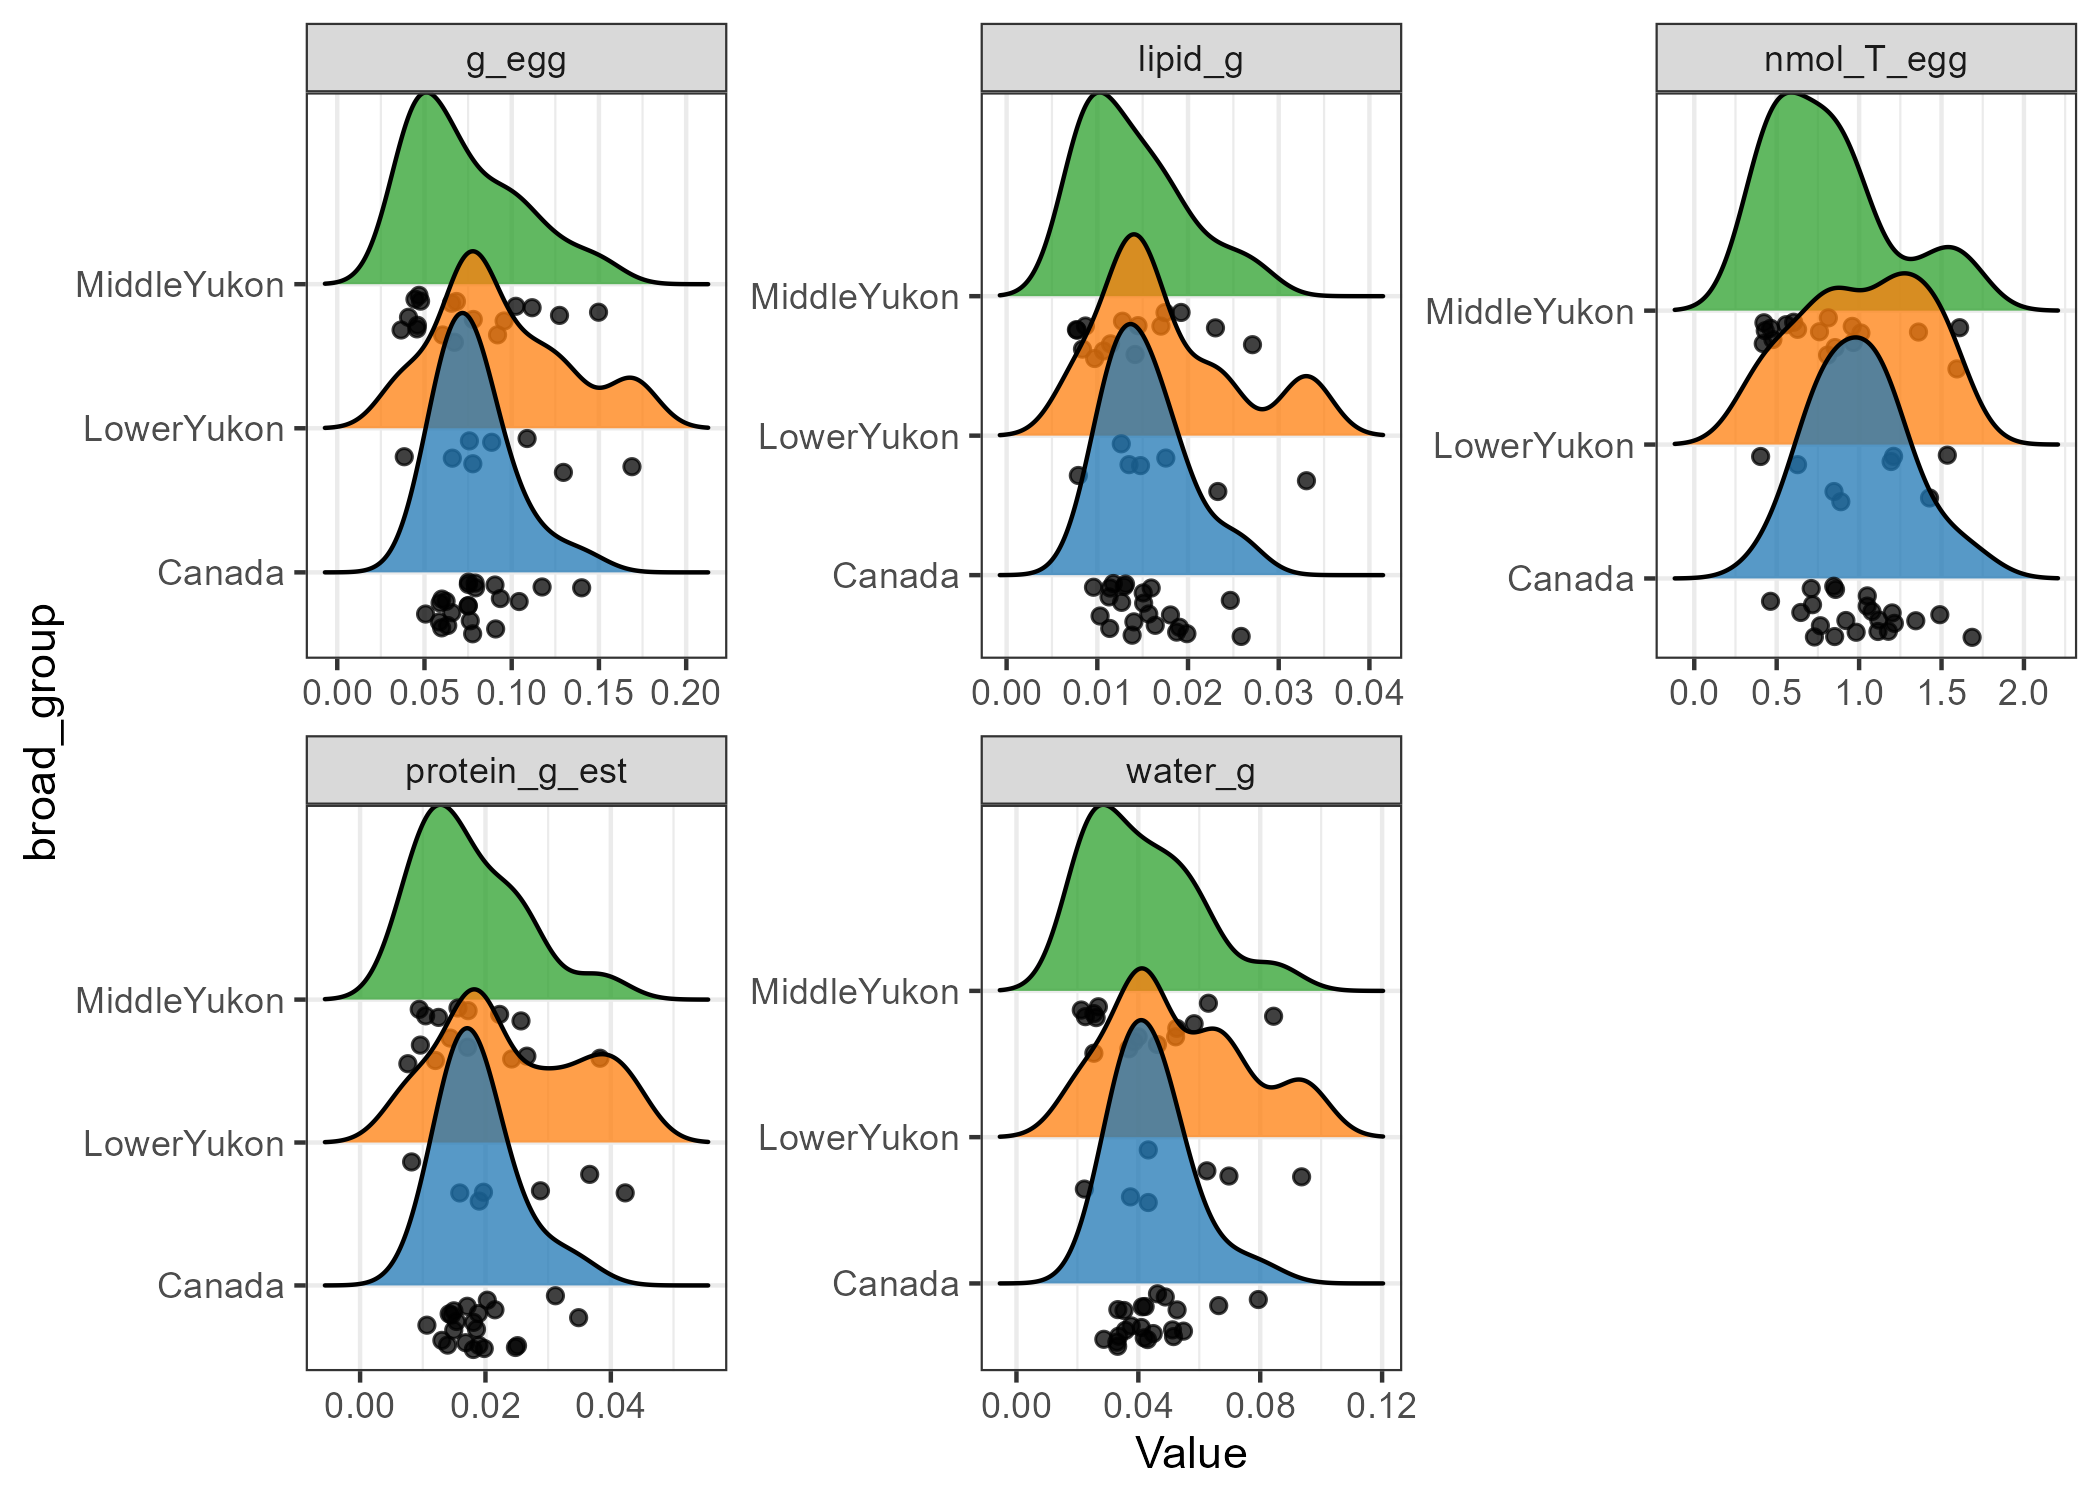 g_egg
lipid_g
nmol_T_egg
MiddleYukon
LowerYukon
Canada
MiddleYukon
LowerYukon
Canada
MiddleYukon
LowerYukon
Canada
0.00 0.05 0.10 0.15 0.20
0.00 0.01 0.02 0.03 0.04
0.0 0.5 1.0 1.5 2.0
broad_group
protein_g_est
water_g
MiddleYukon
LowerYukon
Canada
MiddleYukon
LowerYukon
Canada
0.00 0.02 0.04
0.00 0.04 0.08 0.12
Value